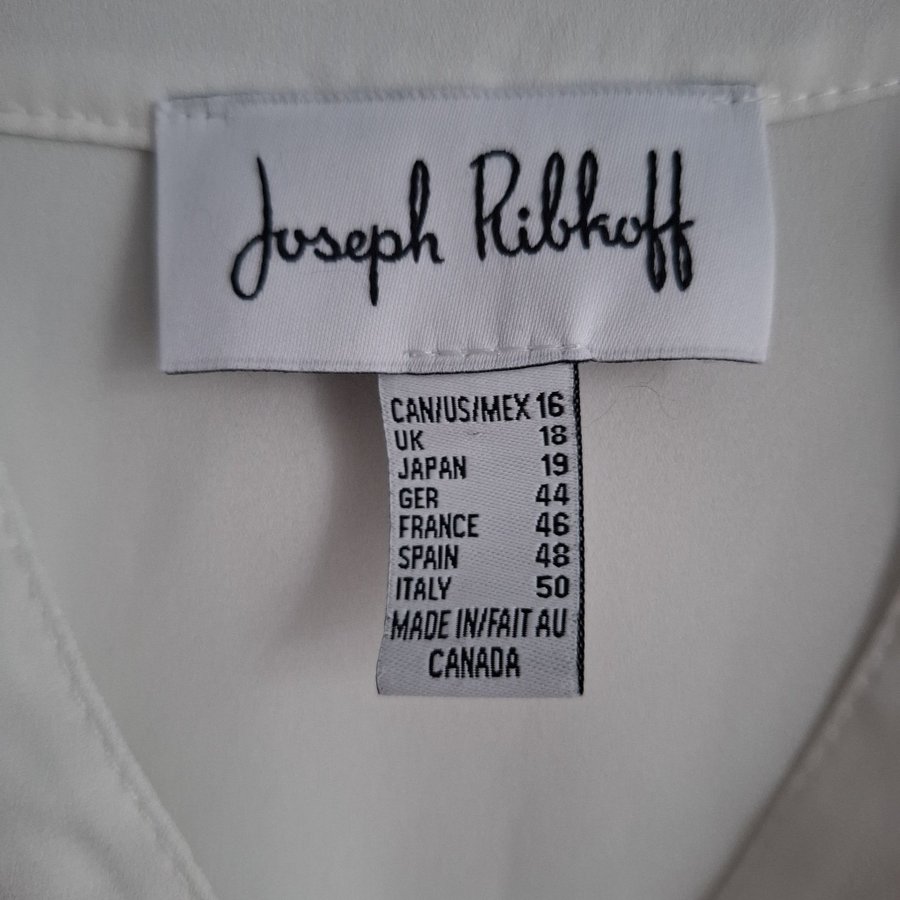 Joseph Ribkoff
CAN/US/MEX 16
UK 18
JAPAN 19
GER 44
FRANCE 46
SPAIN 48
ITALY 50
MADE IN/FAIT AU
CANADA